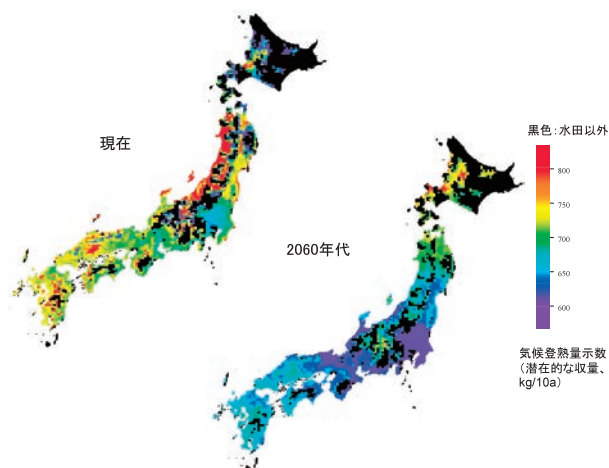 現在
2060年代
黒色：水田以外
800
750
700
650
600
気候登熟量示数
（潜在的な収量、
kg/10a）